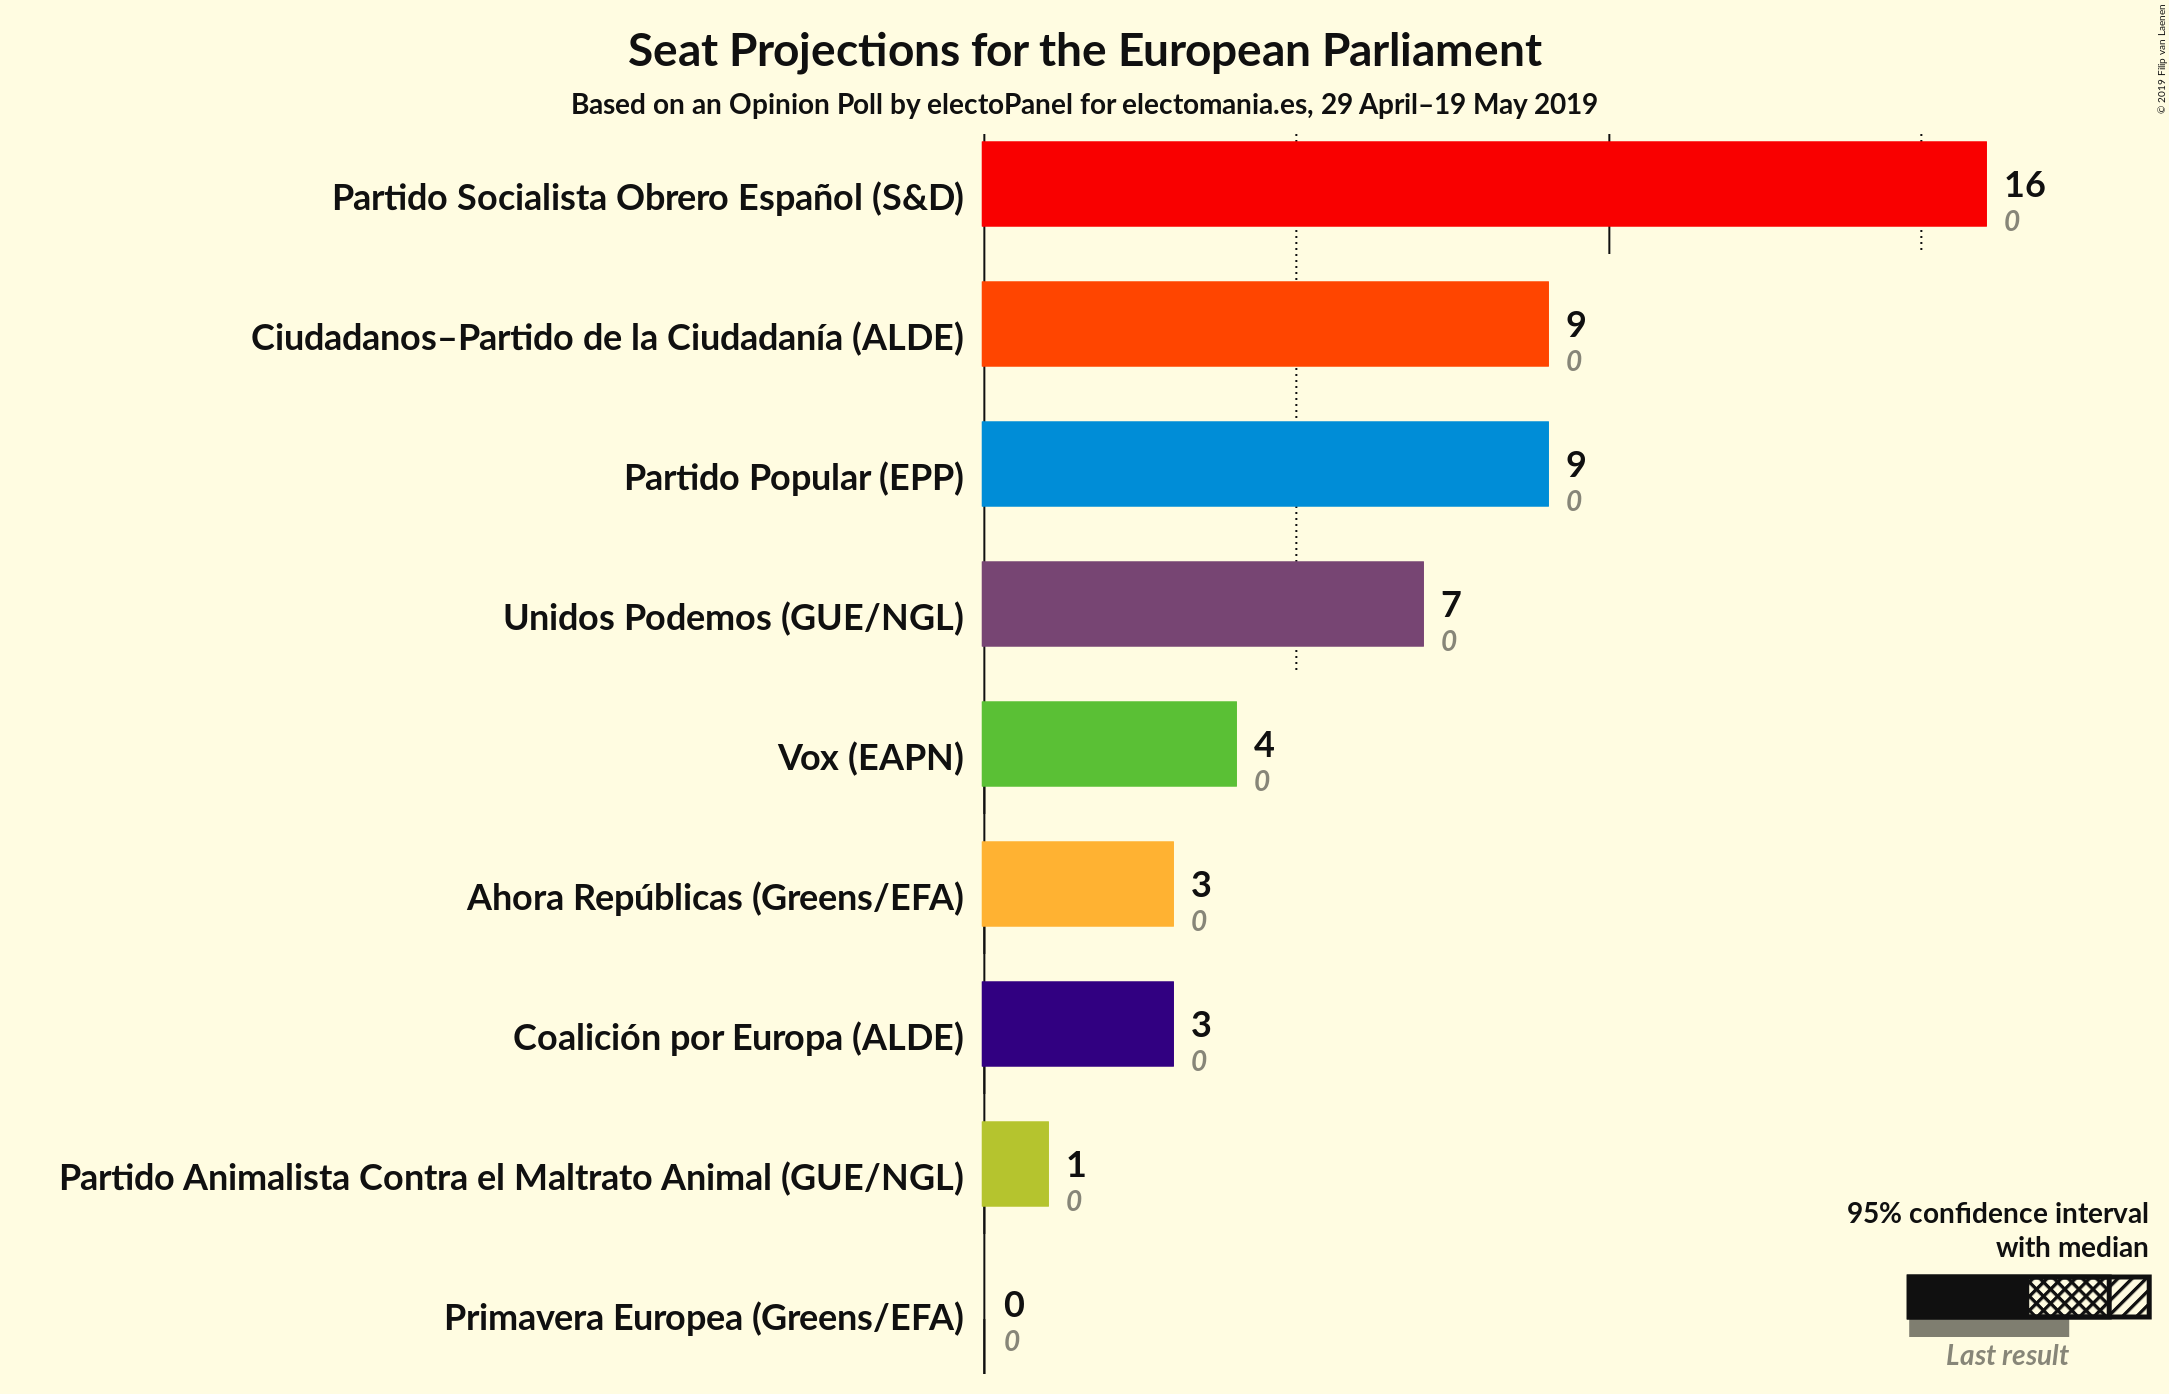 Seat Projections for the European Parliament
Based on an Opinion Poll by electoPanel for electomania.es, 29 April–19 May 2019
© 2019 Filip van Laenen
Partido Socialista Obrero Español (S&D)
16
0
Ciudadanos–Partido de la Ciudadanía (ALDE)
9
0
Partido Popular (EPP)
9
0
Unidos Podemos (GUE/NGL)
7
0
Vox (EAPN)
4
0
Ahora Repúblicas (Greens/EFA)
3
0
Coalición por Europa (ALDE)
3
0
Partido Animalista Contra el Maltrato Animal (GUE/NGL)
1
0
Primavera Europea (Greens/EFA)
0
0
95% confidence interval
with median
Last result